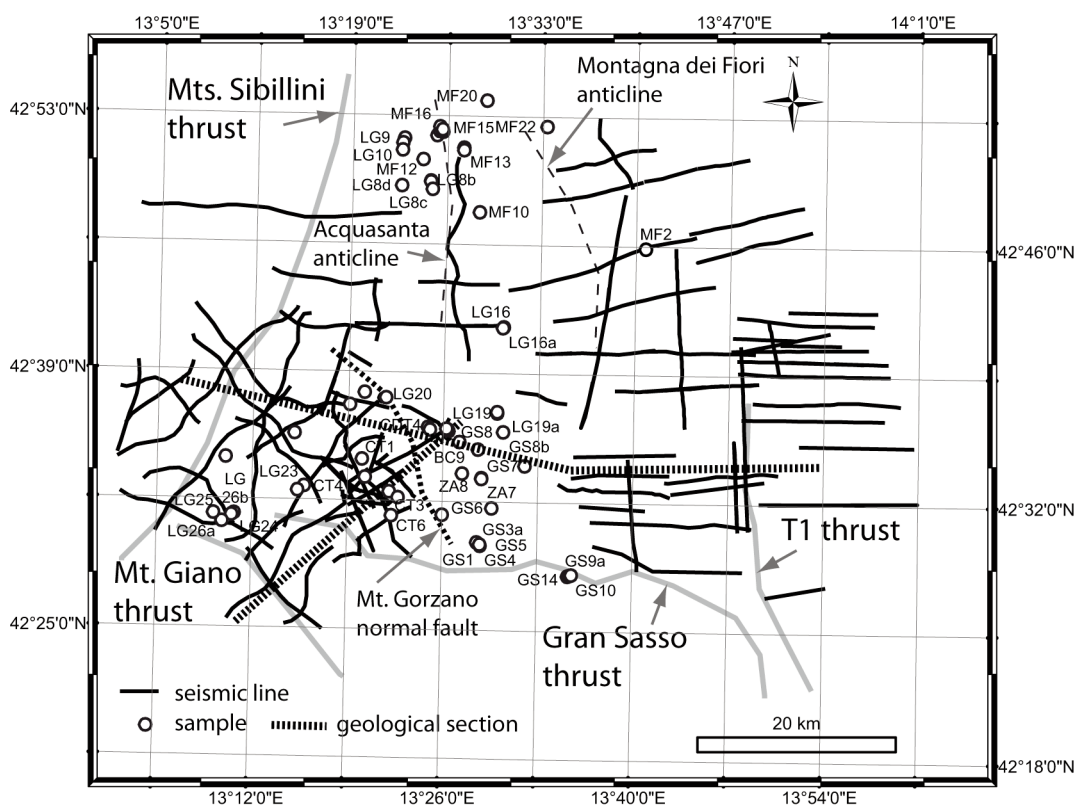 13°5'0"E 13°19'0"E 13°33'0"E 13°47'0"E 14°1'0"E
N
Montagna dei Fiori
anticline
Mts. Sibillini
thrust
42°53'0"N
MF20
MF16
MF15
MF22
LG9
LG10
MF13
MF12
LG8b
LG8d
LG8c
MF10
Acquasanta
anticline
MF2
42°46'0"N
LG16
LG16a
42°39'0"N
LG20
LG19
LG19a
GS8
GS8b
CT1
BC9
GS7
LG23
CT4
ZA8
ZA7
LG
26b
LG25
CT3
GS6
LG24
LG26a
CT6
GS3a
GS5
GS1
GS4
42°32'0"N
T1 thrust
GS9a
GS14
GS10
Mt. Giano
thrust
Mt. Gorzano
normal fault
42°25'0"N
Gran Sasso
thrust
seismic line
sample
geological section
20 km
42°18'0"N
13°12'0"E 13°26'0"E 13°40'0"E 13°54'0"E